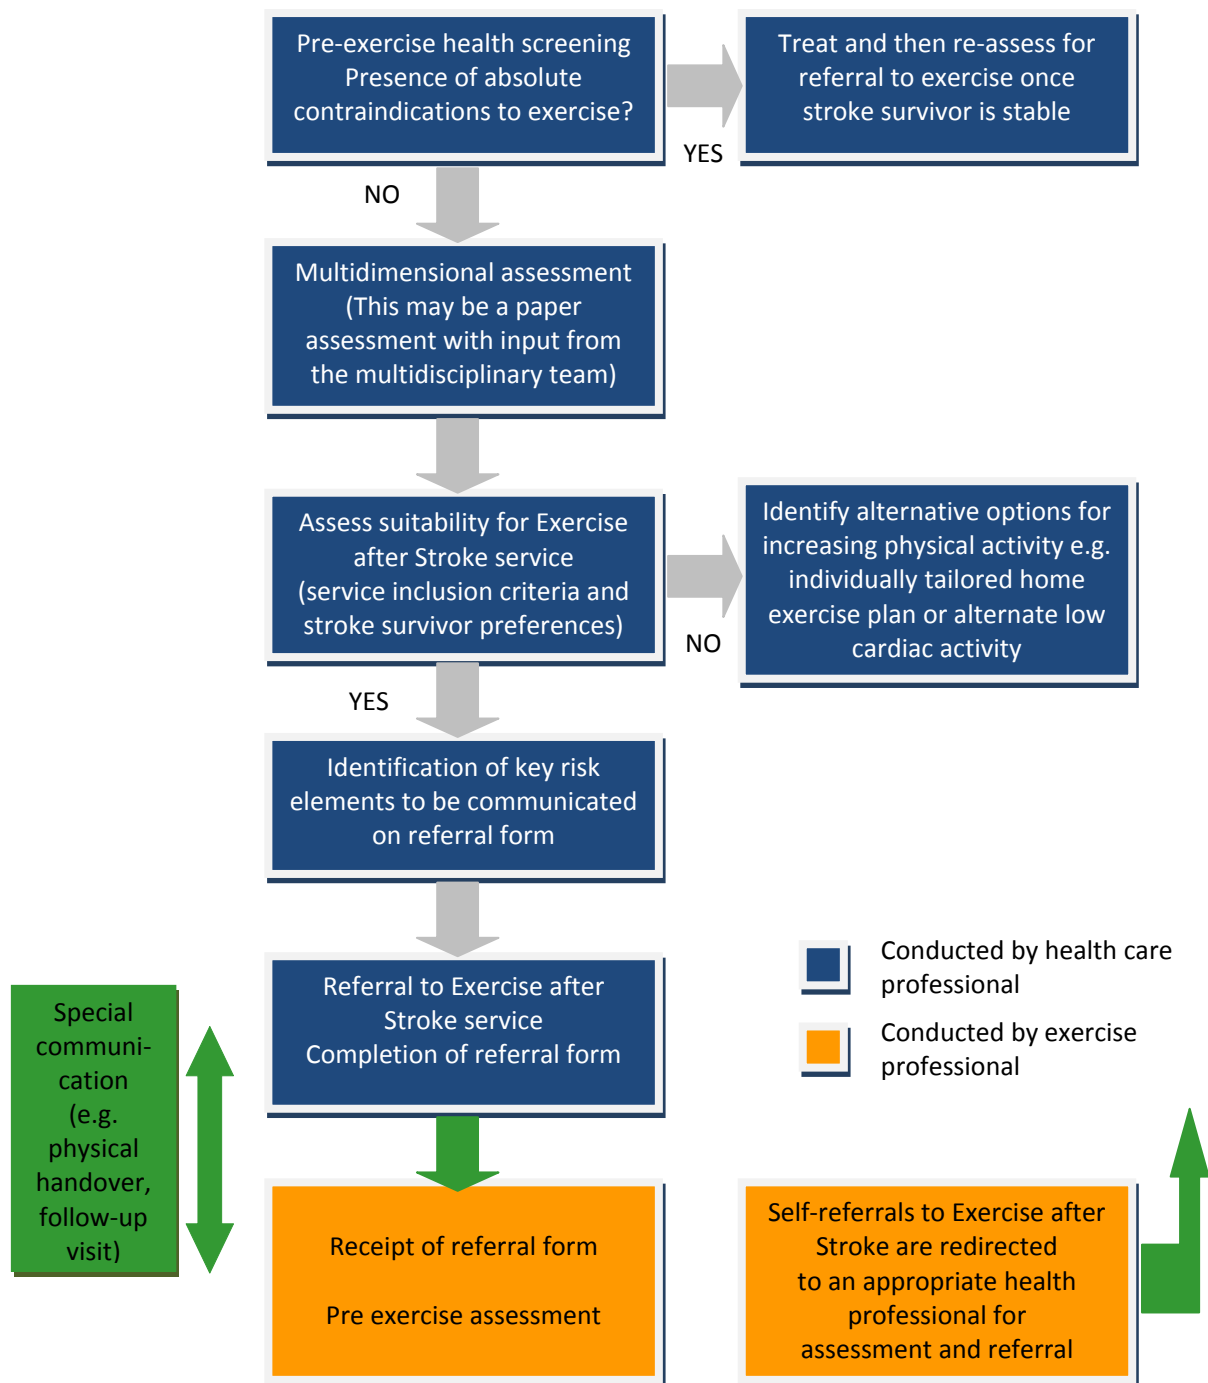 Pre-exercise health screening
Presence of absolute
contraindications to exercise?
Treat and then re-assess for
referral to exercise once
stroke survivor is stable
YES
NO
Multidimensional assessment
(This may be a paper
assessment with input from
the multidisciplinary team)
Assess suitability for Exercise
after Stroke service
(service inclusion criteria and
stroke survivor preferences)
Identify alternative options for
increasing physical activity e.g.
individually tailored home
exercise plan or alternate low
cardiac activity
NO
YES
Identification of key risk
elements to be communicated
on referral form
Conducted by health care
professional
Conducted by exercise
professional
Referral to Exercise after
Stroke service
Completion of referral form
Special
communi-
cation
(e.g.
physical
handover,
follow-up
visit)
Receipt of referral form
Pre exercise assessment
Self-referrals to Exercise after
Stroke are redirected
to an appropriate health
professional for
assessment and referral